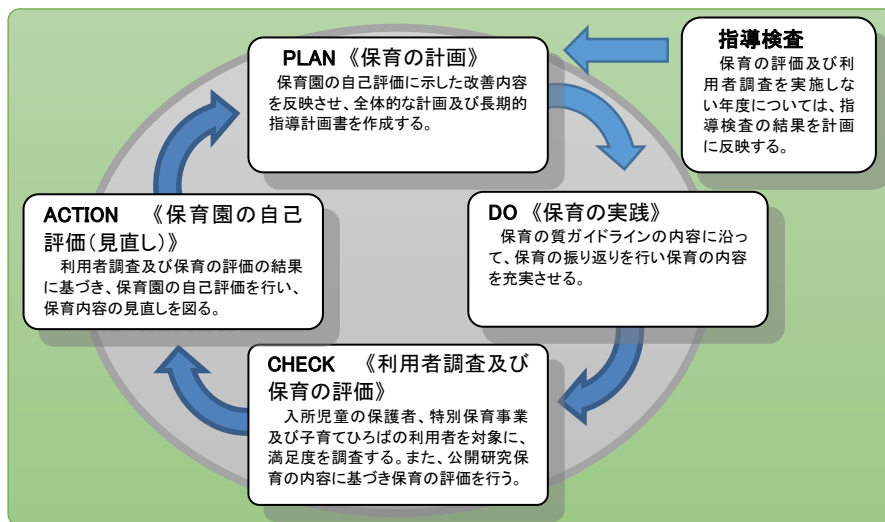 PLAN 《保育の計画》
保育園の自己評価に示した改善内容
を反映させ、全体的な計画及び長期的
指導計画書を作成する。
指導検査
保育の評価及び利
用者調査を実施しな
い年度については、指
導検査の結果を計画
に反映する。
DO 《保育の実践》
保育の質ガイドラインの内容に沿っ
て、保育の振り返りを行い保育の内容
を充実させる。
CHECK 《利用者調査及び
保育の評価》
入所児童の保護者、特別保育事業
及び子育てひろばの利用者を対象に、
満足度を調査する。また、公開研究保
育の内容に基づき保育の評価を行う。
ACTION 《保育園の自己
評価(見直し)》
利用者調査及び保育の評価の結果
に基づき、保育園の自己評価を行い、
保育内容の見直しを図る。